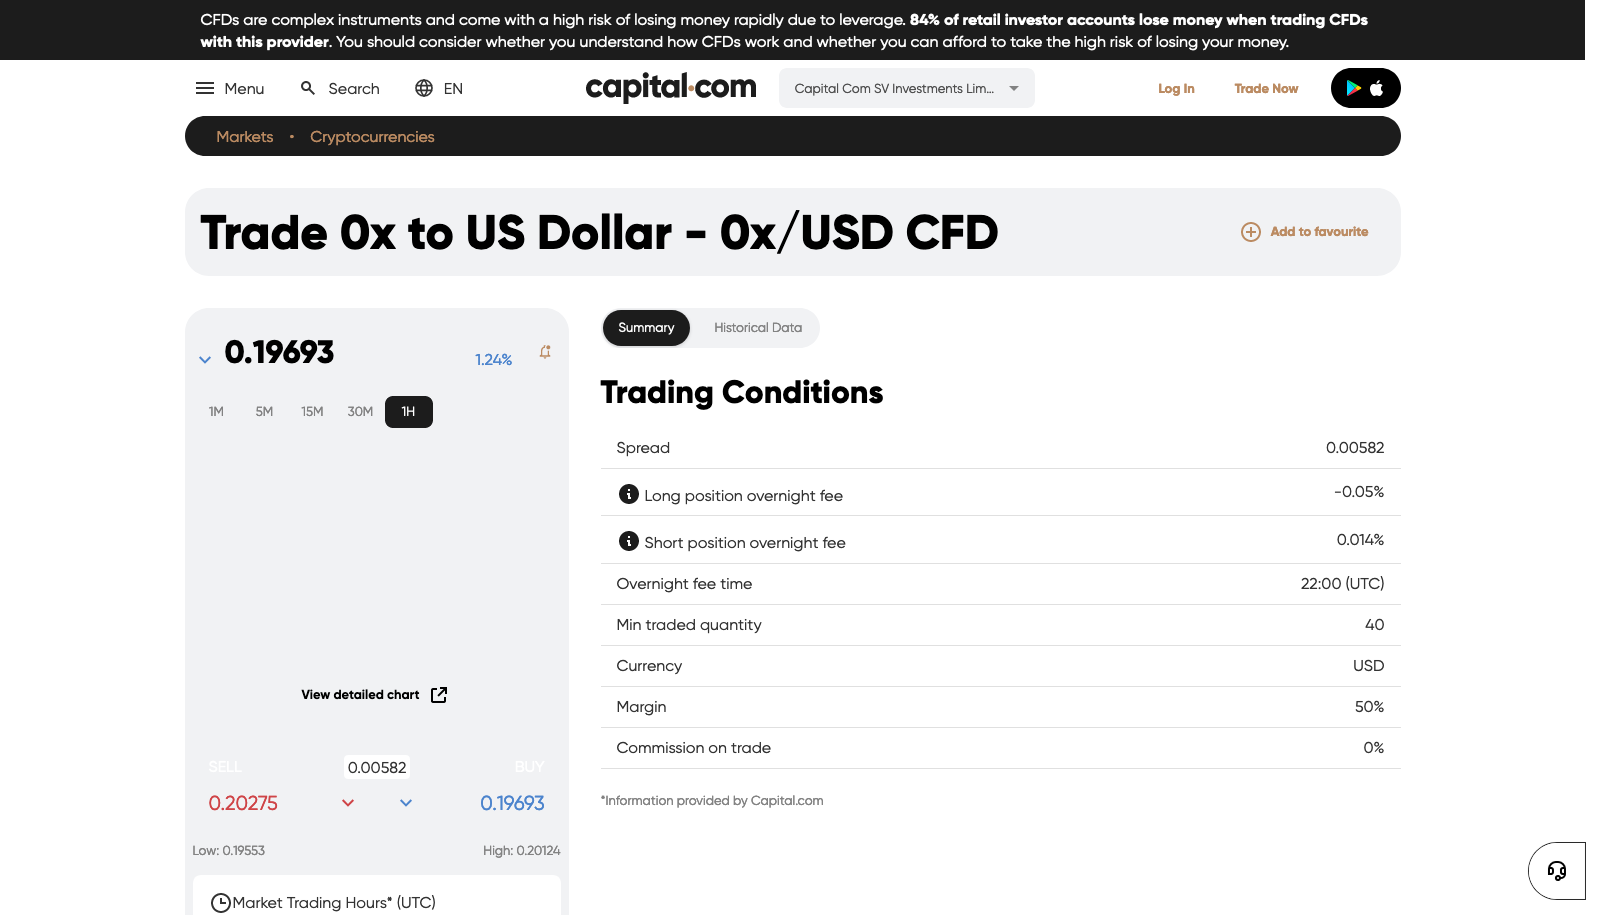 CFDs are complex instruments and come with a high risk of losing money rapidly due to leverage. 84% of retail investor accounts lose money when trading CFDs
with this provider. You should consider whether you understand how CFDs work and whether you can afford to take the high risk of losing your money.
Menu Search EN capital.com Capital Com SV Investments Lim... Log In Trade Now
Markets • Cryptocurrencies
Trade 0x to US Dollar - 0x/USD CFD
Add to favourite
0.19693 1.24%
1M 5M 15M 30M 1H
View detailed chart
SELL 0.00582 BUY
0.20275 0.19693
Low: 0.19553 High: 0.20124
Market Trading Hours* (UTC)
Summary Historical Data
Trading Conditions
Spread 0.00582
Long position overnight fee -0.05%
Short position overnight fee 0.014%
Overnight fee time 22:00 (UTC)
Min traded quantity 40
Currency USD
Margin 50%
Commission on trade 0%
*Information provided by Capital.com